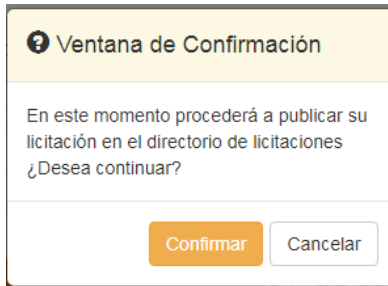 Ventana de Confirmación
En este momento procederá a publicar su
licitación en el directorio de licitaciones
¿Desea continuar?
Confirmar Cancelar